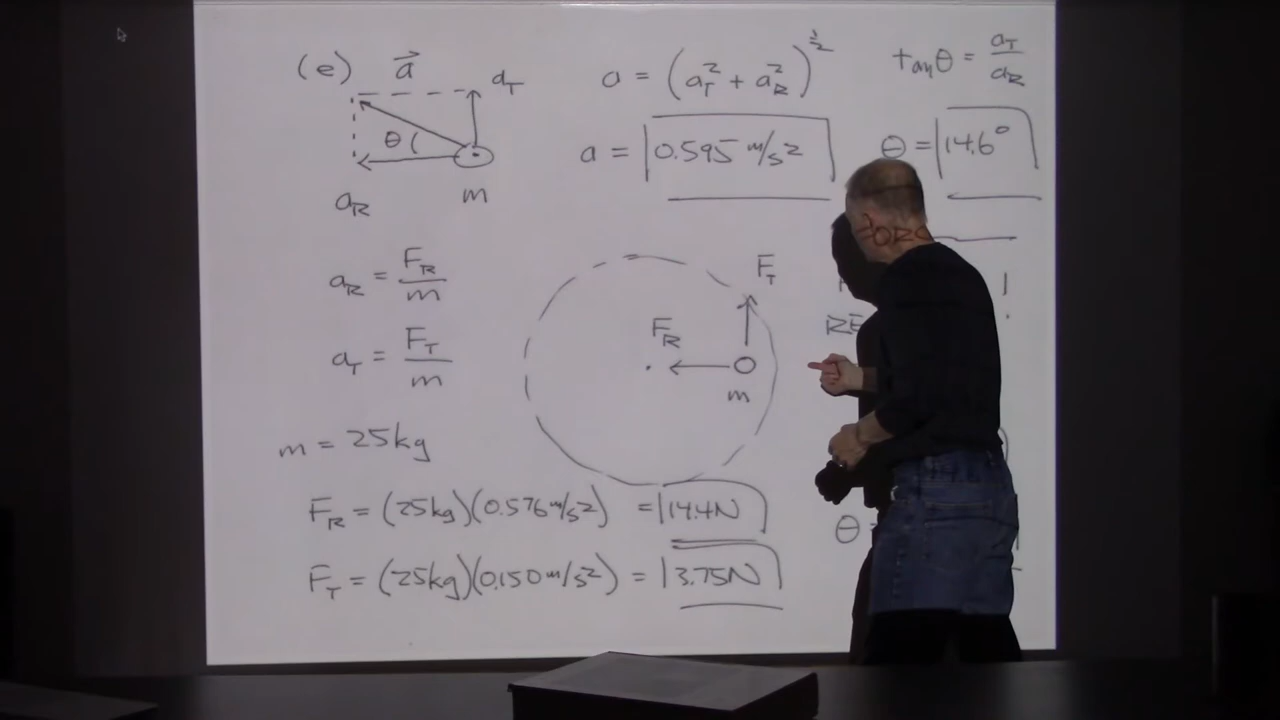 (e) a⃗ a_T
θ
a_R m
a = (a_T² + a_R²)^½
a = 0.595 m/s²
tan θ = a_T/a_R
θ = 14.6°
a_R = F_R/m
a_T = F_T/m
F_T
F_R
m
m = 25kg
F_R = (25kg)(0.576 m/s²) = 14.4N
F_T = (25kg)(0.150 m/s²) = 3.75N
θ